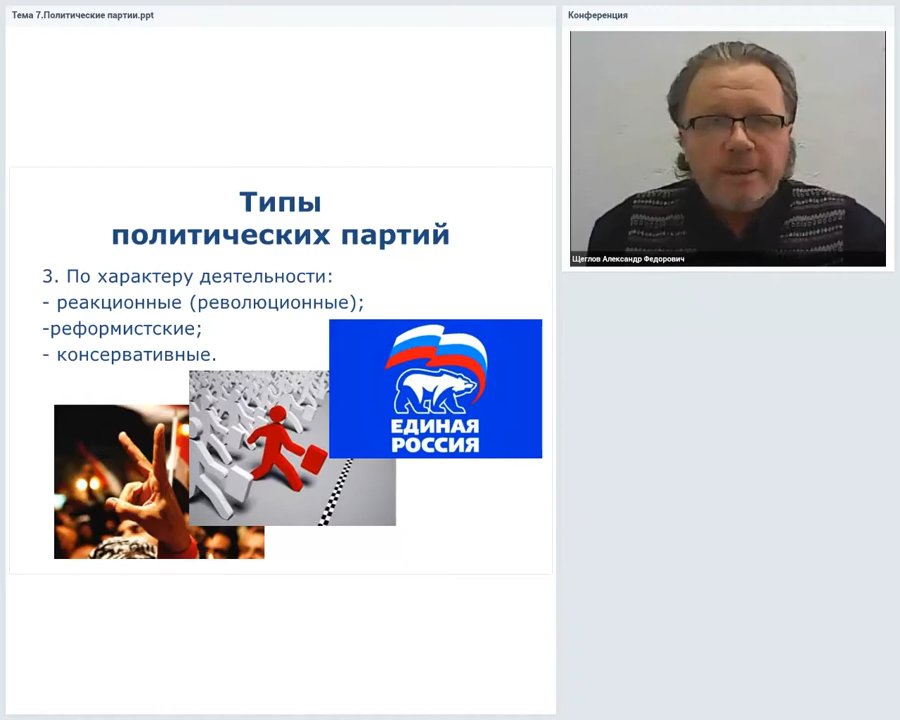 Тема 7.Политические партии.ppt
Конференция
Щеглов Александр Федорович
Типы
политических партий
3. По характеру деятельности:
- реакционные (революционные);
-реформистские;
- консервативные.
ЕДИНАЯ
РОССИЯ